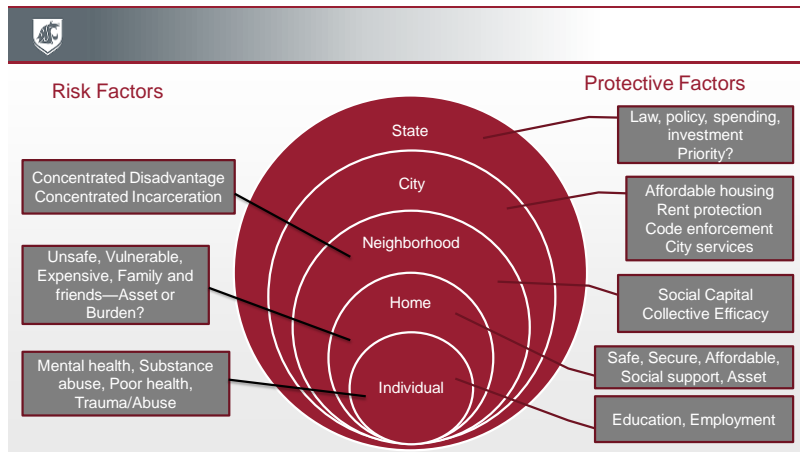 Risk Factors
Protective Factors
State
City
Neighborhood
Home
Individual
Concentrated Disadvantage
Concentrated Incarceration
Unsafe, Vulnerable,
Expensive, Family and
friends—Asset or
Burden?
Mental health, Substance
abuse, Poor health,
Trauma/Abuse
Law, policy, spending,
investment
Priority?
Affordable housing
Rent protection
Code enforcement
City services
Social Capital
Collective Efficacy
Safe, Secure, Affordable,
Social support, Asset
Education, Employment